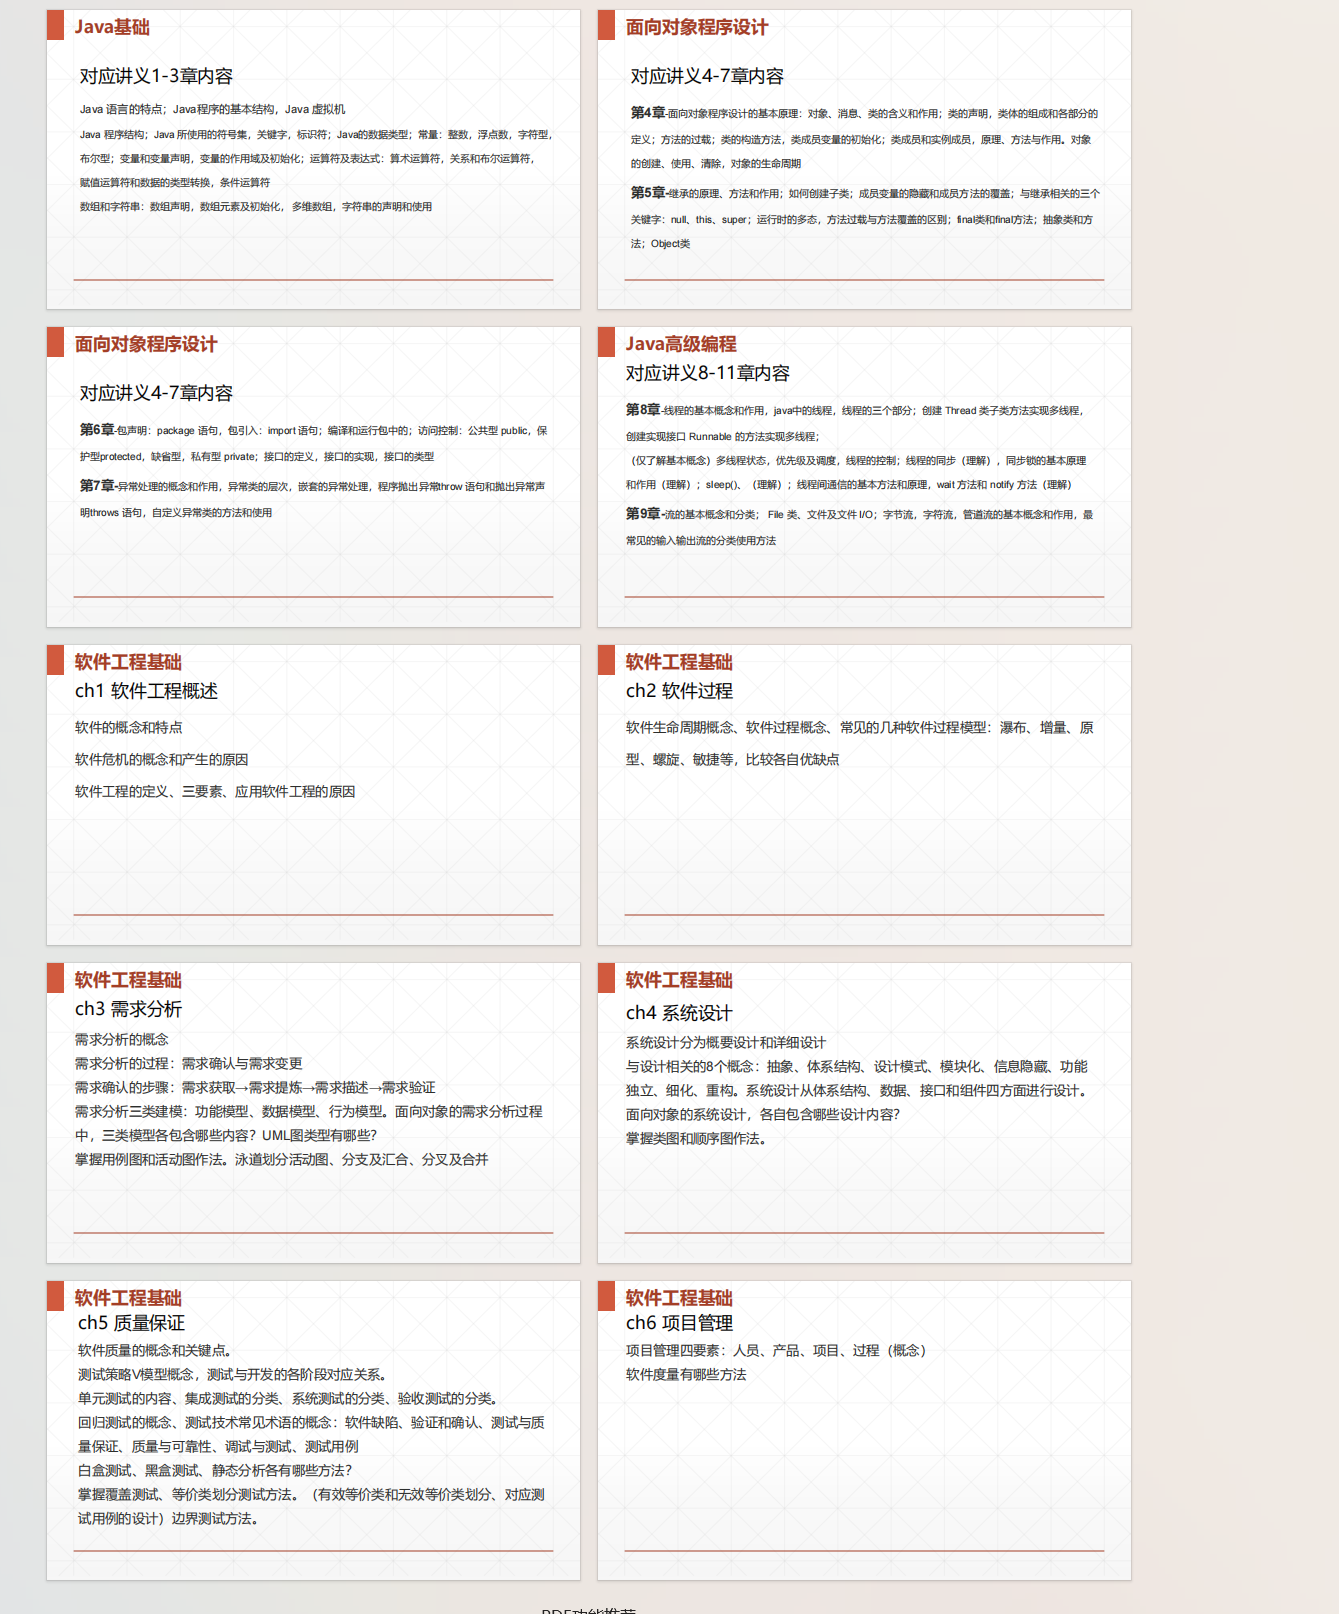 Java基础
对应讲义1-3章内容
Java 语言的特点；Java程序的基本结构，Java 虚拟机
Java 程序结构；Java 所使用的符号集，关键字，标识符；Java的数据类型；常量：整数，浮点数，字符型，
布尔型；变量和变量声明，变量的作用域及初始化；运算符及表达式：算术运算符，关系和布尔运算符，
赋值运算符和数据的类型转换，条件运算符
数组和字符串：数组声明，数组元素及初始化， 多维数组，字符串的声明和使用
面向对象程序设计
对应讲义4-7章内容
第4章-面向对象程序设计的基本原理：对象、消息、类的含义和作用；类的声明，类体的组成和各部分的
定义；方法的过载；类的构造方法，类成员变量的初始化；类成员和实例成员，原理、方法与作用。对象
的创建、使用、清除，对象的生命周期
第5章-继承的原理、方法和作用；如何创建子类；成员变量的隐藏和成员方法的覆盖；与继承相关的三个
关键字：null、this、super；运行时的多态，方法过载与方法覆盖的区别；final类和final方法；抽象类和方
法；Object类
面向对象程序设计
对应讲义4-7章内容
第6章-包声明：package 语句，包引入：import 语句；编译和运行包中的；访问控制：公共型 public，保
护型protected，缺省型，私有型 private；接口的定义，接口的实现，接口的类型
第7章-异常处理的概念和作用，异常类的层次，嵌套的异常处理，程序抛出异常throw 语句和抛出异常声
明throws 语句，自定义异常类的方法和使用
Java高级编程
对应讲义8-11章内容
第8章-线程的基本概念和作用，java中的线程，线程的三个部分；创建 Thread 类子类方法实现多线程，
创建实现接口 Runnable 的方法实现多线程；
（仅了解基本概念）多线程状态，优先级及调度，线程的控制；线程的同步（理解），同步锁的基本原理
和作用（理解）；sleep()、（理解）；线程间通信的基本方法和原理，wait 方法和 notify 方法（理解）
第9章-流的基本概念和分类； File 类、文件及文件 I/O；字节流，字符流，管道流的基本概念和作用，最
常见的输入输出流的分类使用方法
软件工程基础
ch1 软件工程概述
软件的概念和特点
软件危机的概念和产生的原因
软件工程的定义、三要素、应用软件工程的原因
软件工程基础
ch2 软件过程
软件生命周期概念、软件过程概念、常见的几种软件过程模型：瀑布、增量、原
型、螺旋、敏捷等，比较各自优缺点
软件工程基础
ch3 需求分析
需求分析的概念
需求分析的过程：需求确认与需求变更
需求确认的步骤：需求获取→需求提炼→需求描述→需求验证
需求分析三类建模：功能模型、数据模型、行为模型。面向对象的需求分析过程
中，三类模型各包含哪些内容？UML图类型有哪些？
掌握用例图和活动图作法。泳道划分活动图、分支及汇合、分叉及合并
软件工程基础
ch4 系统设计
系统设计分为概要设计和详细设计
与设计相关的8个概念：抽象、体系结构、设计模式、模块化、信息隐藏、功能
独立、细化、重构。系统设计从体系结构、数据、接口和组件四方面进行设计。
面向对象的系统设计，各自包含哪些设计内容？
掌握类图和顺序图作法。
软件工程基础
ch5 质量保证
软件质量的概念和关键点。
测试策略V模型概念，测试与开发的各阶段对应关系。
单元测试的内容、集成测试的分类、系统测试的分类、验收测试的分类。
回归测试的概念、测试技术常见术语的概念：软件缺陷、验证和确认、测试与质
量保证、质量与可靠性、调试与测试、测试用例
白盒测试、黑盒测试、静态分析各有哪些方法？
掌握覆盖测试、等价类划分测试方法。（有效等价类和无效等价类划分、对应测
试用例的设计）边界测试方法。
软件工程基础
ch6 项目管理
项目管理四要素：人员、产品、项目、过程（概念）
软件度量有哪些方法
PDF功能推荐